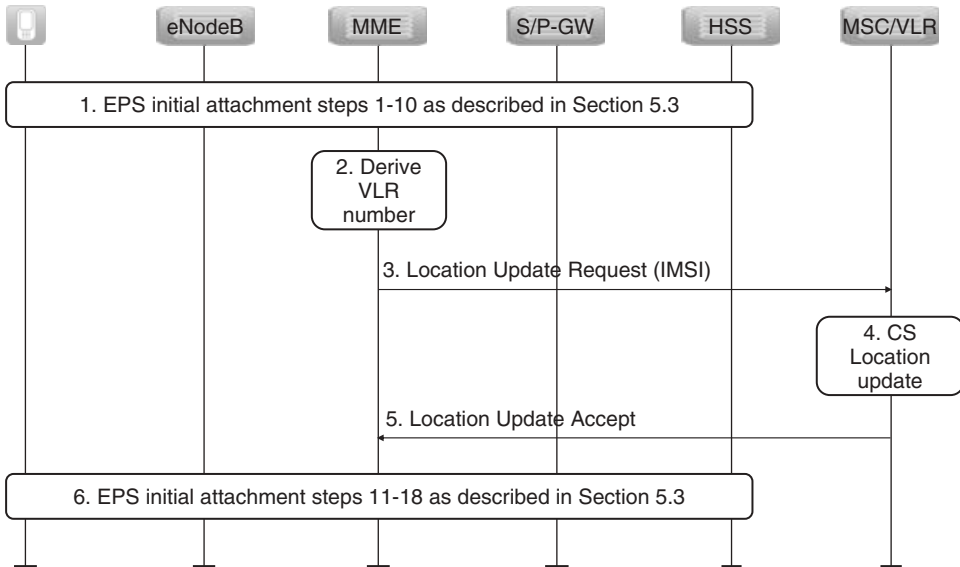 eNodeB MME S/P-GW HSS MSC/VLR
1. EPS initial attachment steps 1-10 as described in Section 5.3
2. Derive
VLR
number
3. Location Update Request (IMSI)
4. CS
Location
update
5. Location Update Accept
6. EPS initial attachment steps 11-18 as described in Section 5.3